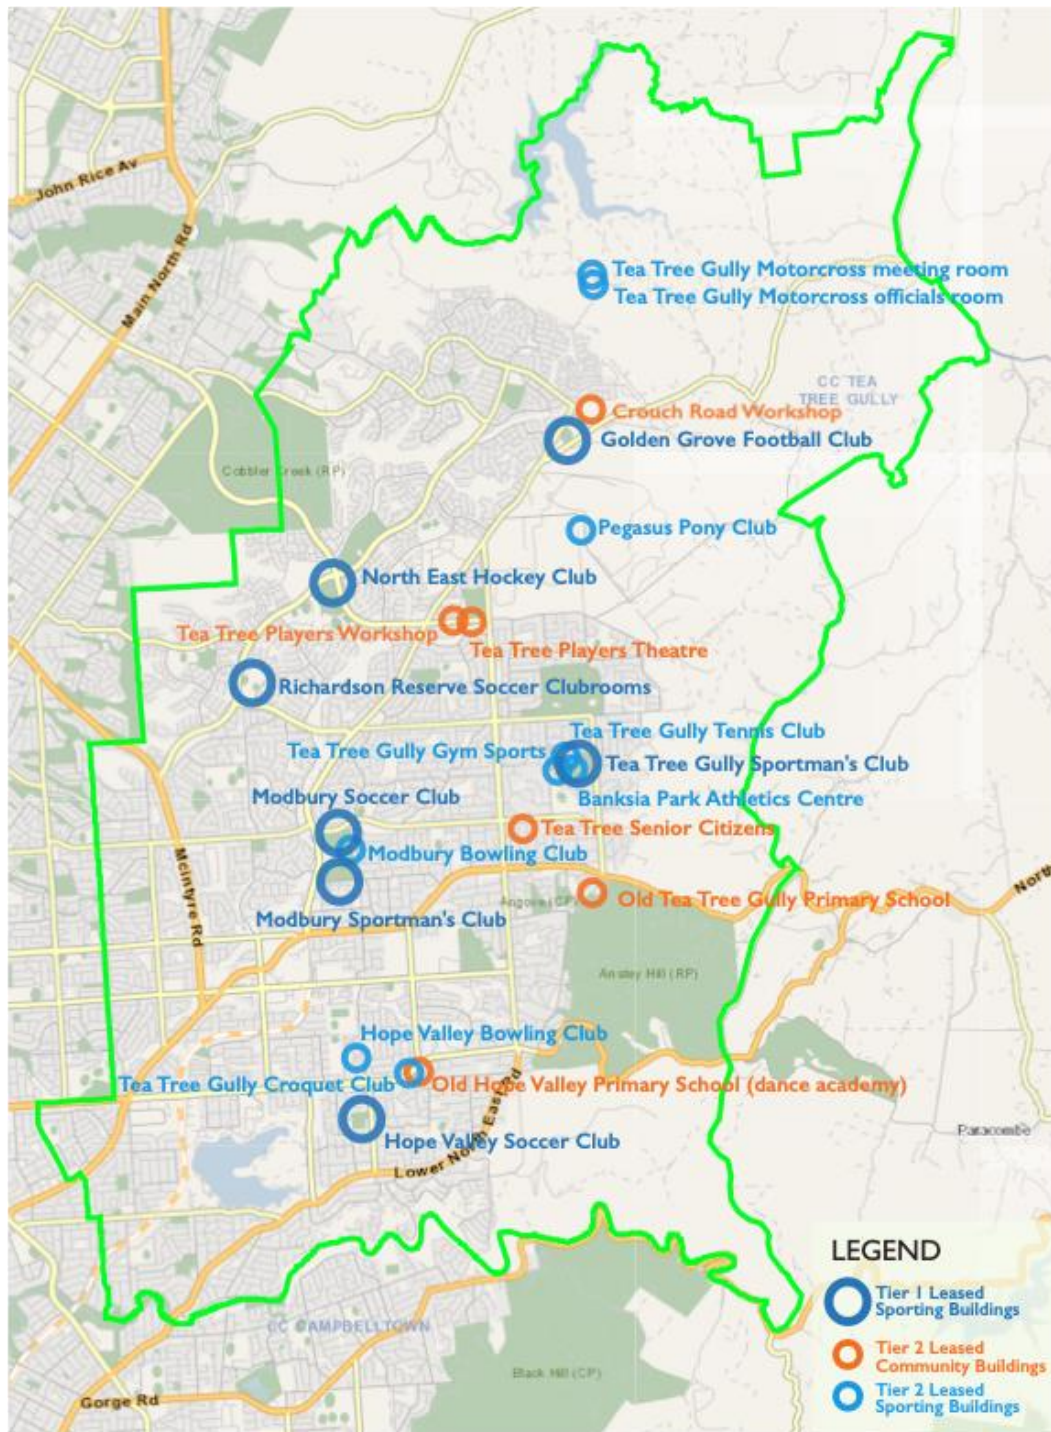 John Rice Av
Main North Rd
Tea Tree Gully Motorcross meeting room
Tea Tree Gully Motorcross officials room
CC TEA
TREE GULLY
Crouch Road Workshop
Golden Grove Football Club
Cobbler Creek (RP)
Pegasus Pony Club
North East Hockey Club
Tea Tree Players Workshop
Tea Tree Players Theatre
Richardson Reserve Soccer Clubrooms
Tea Tree Gully Tennis Club
Tea Tree Gully Gym Sports
Tea Tree Gully Sportman's Club
Modbury Soccer Club
Banksia Park Athletics Centre
Tea Tree Senior Citizens
McIntyre Rd
Modbury Bowling Club
North
Angove (CP)
Old Tea Tree Gully Primary School
Modbury Sportman's Club
Anstey Hill (RP)
Hope Valley Bowling Club
Tea Tree Gully Croquet Club
Old Hope Valley Primary School (dance academy)
Paracombe
Hope Valley Soccer Club
Lower North East Rd
LEGEND
Tier 1 Leased
Sporting Buildings
CC CAMPBELLTOWN
Tier 2 Leased
Community Buildings
Black Hill (CP)
Tier 2 Leased
Sporting Buildings
Gorge Rd